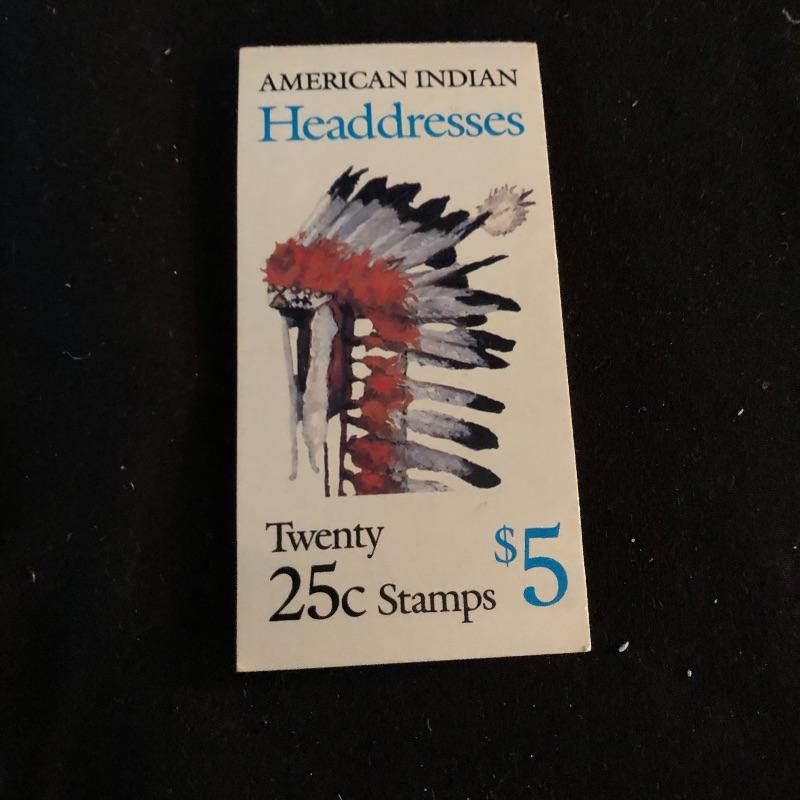 AMERICAN INDIAN
Headdresses
Twenty
25c Stamps $5